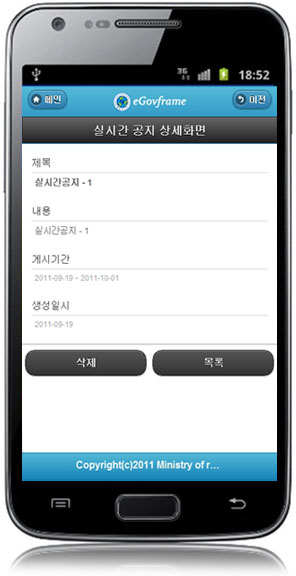 3G 18:52
메인 eGovframe 이전
실시간 공지 상세화면
제목
실시간공지 - 1
내용
실시간공지 - 1
게시기간
2011-09-19 ~ 2011-10-01
생성일시
2011-09-19
삭제 목록
Copyright(c)2011 Ministry of r...